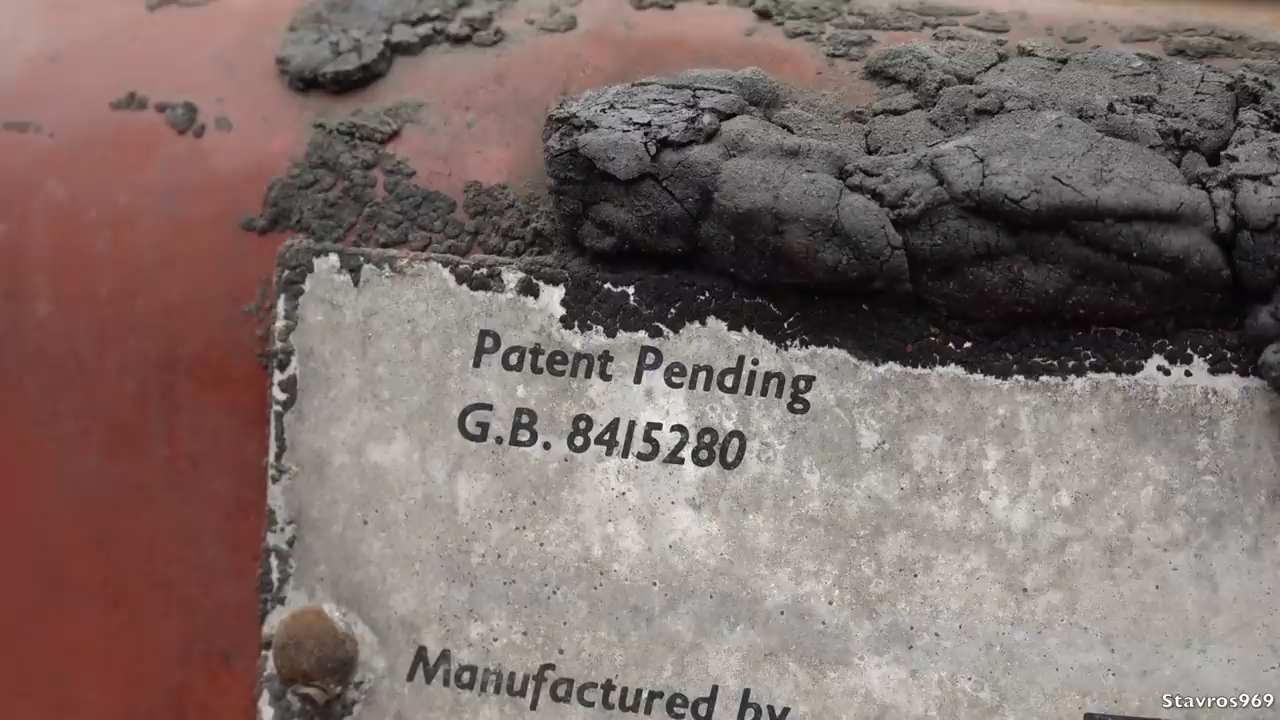 Patent Pending
G.B. 8415280
Manufactured by
Stavros969